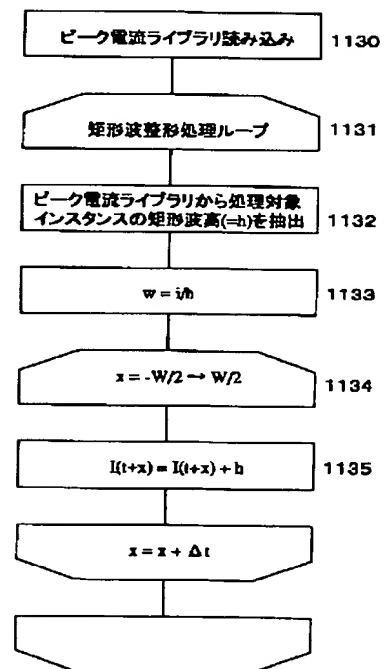 ピーク電流ライブラリ読み込み 1130
矩形波整形処理ループ 1131
ピーク電流ライブラリから処理対象
インスタンスの矩形波高(=h)を抽出 1132
w = i/h 1133
x = -W/2 → W/2 1134
I(t+x) = I(t+x) + h 1135
x = x + Δt